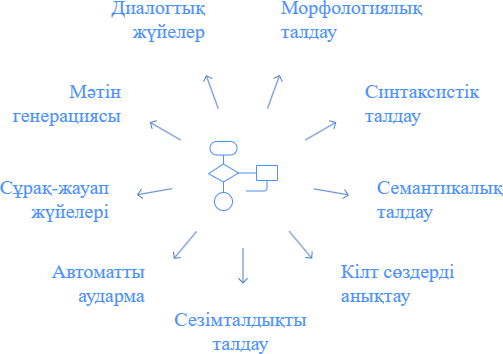 Диалогтық
жүйелер
Морфологиялық
талдау
Мәтін
генерациясы
Синтаксистік
талдау
Сұрақ-жауап
жүйелері
Семантикалық
талдау
Автоматты
аударма
Кілт сөздерді
анықтау
Сезімталдықты
талдау